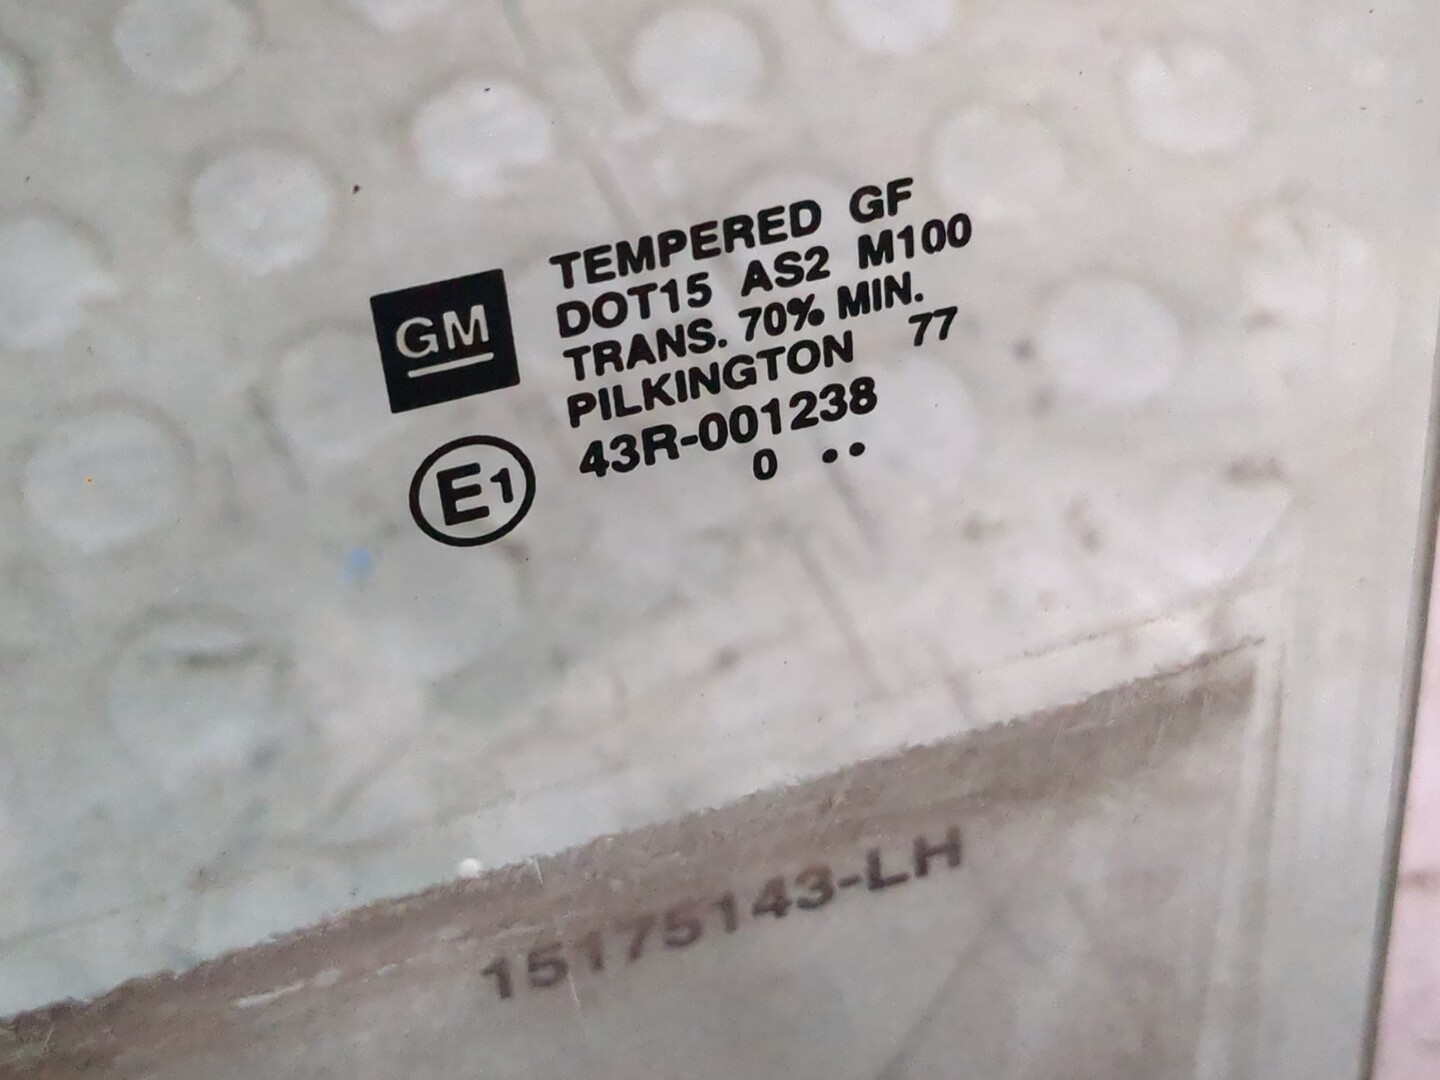 GM
TEMPERED GF
DOT15 AS2 M100
TRANS. 70% MIN.
PILKINGTON 77
43R-001238
0 ••
E1
15175143-LH